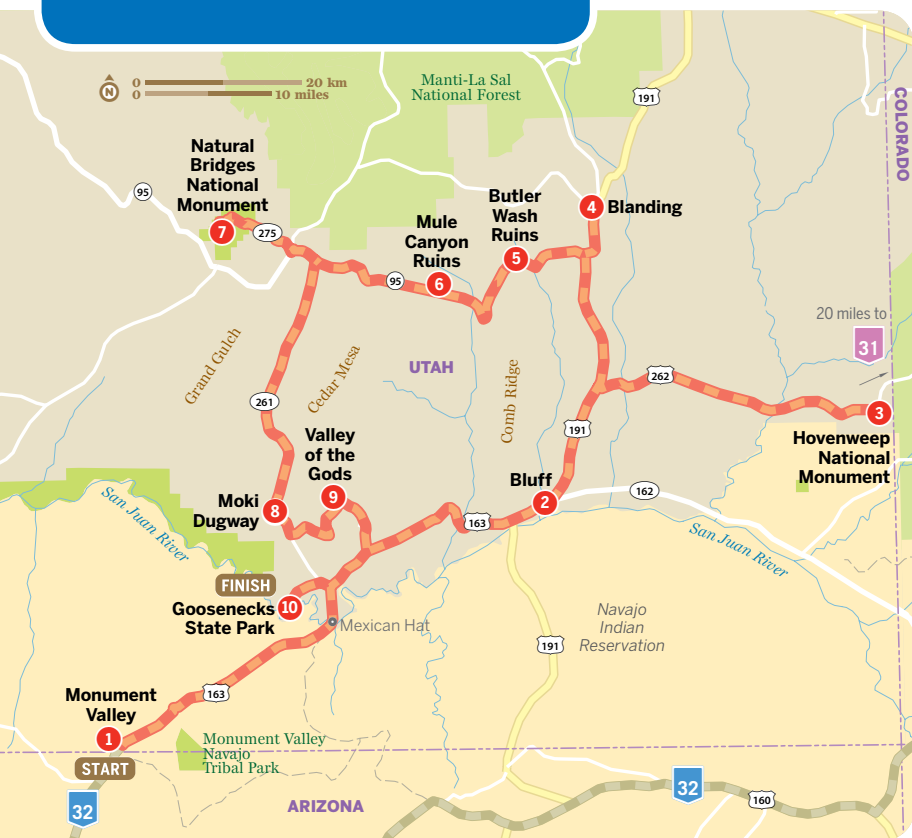 0 20 km
0 10 miles
N
Manti-La Sal
National Forest
191
COLORADO
Natural
Bridges
National
Monument
95
7
275
Butler
Wash
Ruins
5
4 Blanding
Mule
Canyon
Ruins
6
95
20 miles to
31
Grand Gulch
Cedar Mesa
UTAH
Comb Ridge
262
261
191
3
Hovenweep
National
Monument
Valley
of the
Gods
9
Bluff
2
162
Moki
Dugway
8
163
San Juan River
San Juan River
FINISH
Goosenecks
State Park
10
Mexican Hat
Navajo
Indian
Reservation
191
163
Monument
Valley
1
START
Monument Valley
Navajo
Tribal Park
32
ARIZONA
32
160